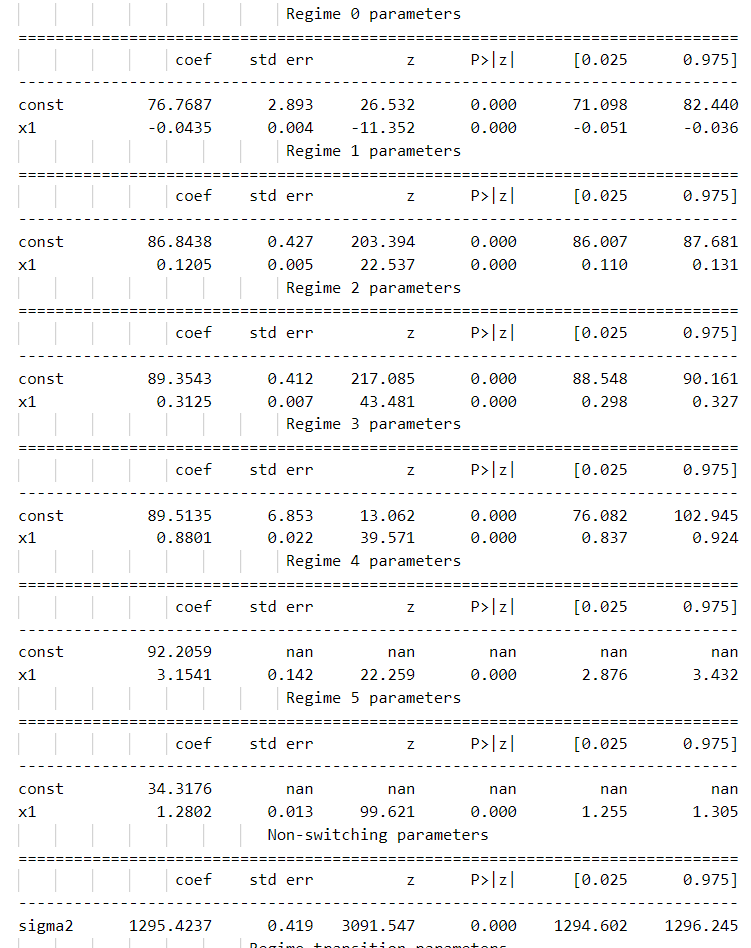 Regime 0 parameters
==============================================================================
coef    std err          z      P>|z|      [0.025      0.975]
------------------------------------------------------------------------------
const         76.7687      2.893     26.532      0.000      71.098      82.440
x1            -0.0435      0.004    -11.352      0.000      -0.051      -0.036
Regime 1 parameters
==============================================================================
coef    std err          z      P>|z|      [0.025      0.975]
------------------------------------------------------------------------------
const         86.8438      0.427    203.394      0.000      86.007      87.681
x1             0.1205      0.005     22.537      0.000       0.110       0.131
Regime 2 parameters
==============================================================================
coef    std err          z      P>|z|      [0.025      0.975]
------------------------------------------------------------------------------
const         89.3543      0.412    217.085      0.000      88.548      90.161
x1             0.3125      0.007     43.481      0.000       0.298       0.327
Regime 3 parameters
==============================================================================
coef    std err          z      P>|z|      [0.025      0.975]
------------------------------------------------------------------------------
const         89.5135      6.853     13.062      0.000      76.082     102.945
x1             0.8801      0.022     39.571      0.000       0.837       0.924
Regime 4 parameters
==============================================================================
coef    std err          z      P>|z|      [0.025      0.975]
------------------------------------------------------------------------------
const         92.2059        nan        nan        nan         nan         nan
x1             3.1541      0.142     22.259      0.000       2.876       3.432
Regime 5 parameters
==============================================================================
coef    std err          z      P>|z|      [0.025      0.975]
------------------------------------------------------------------------------
const         34.3176        nan        nan        nan         nan         nan
x1             1.2802      0.013     99.621      0.000       1.255       1.305
Non-switching parameters
==============================================================================
coef    std err          z      P>|z|      [0.025      0.975]
------------------------------------------------------------------------------
sigma2      1295.4237      0.419   3091.547      0.000    1294.602    1296.245
Regime transition parameters